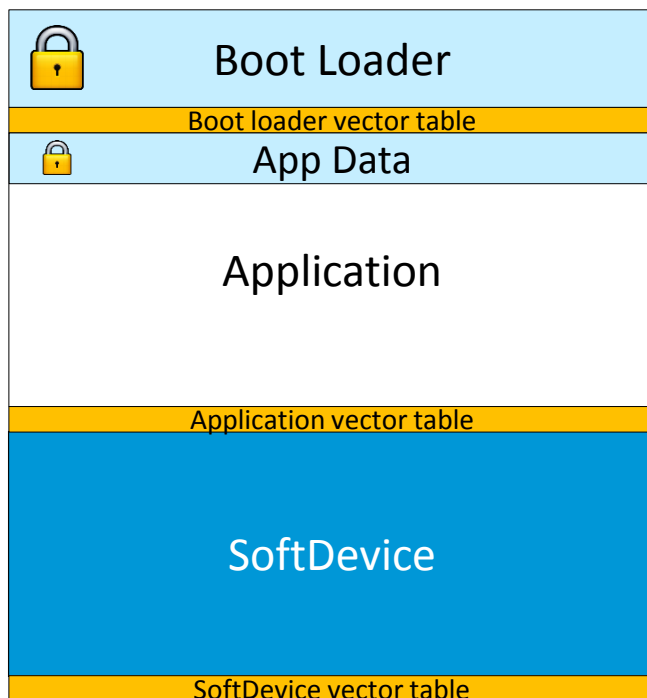 Boot Loader
Boot loader vector table
App Data
Application
Application vector table
SoftDevice
SoftDevice vector table